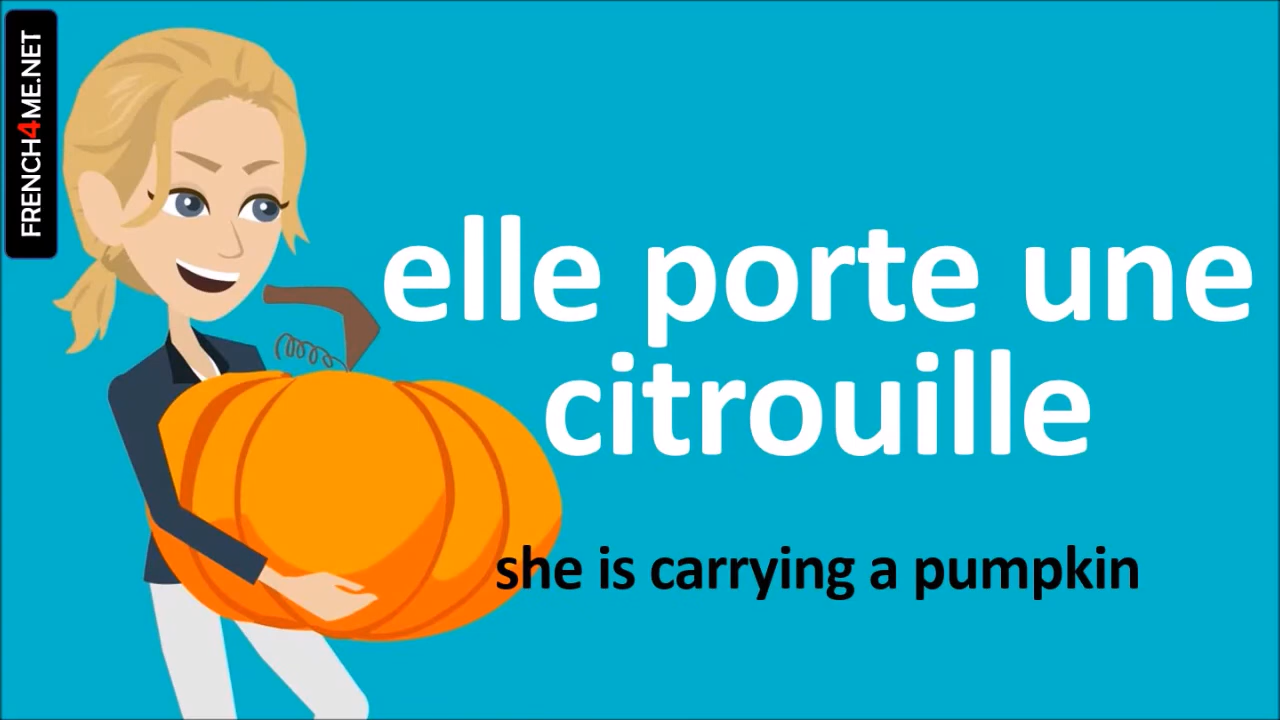 FRENCH4ME.NET
elle porte une
citrouille
she is carrying a pumpkin